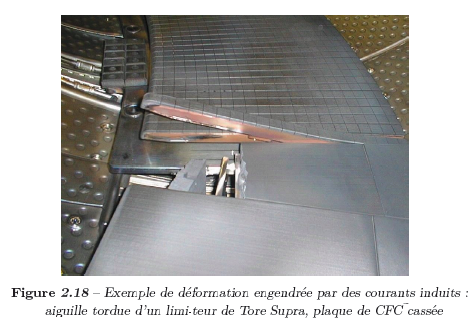 Figure 2.18 – Exemple de déformation engendrée par des courants induits :
aiguille tordue d'un limi-teur de Tore Supra, plaque de CFC cassée